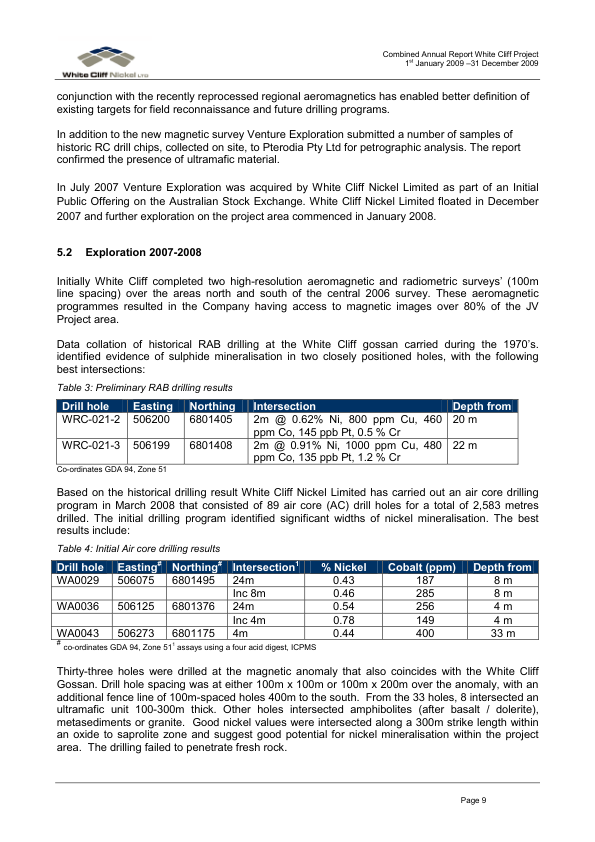 White Cliff Nickel LTD
Combined Annual Report White Cliff Project
1st January 2009 –31 December 2009
conjunction with the recently reprocessed regional aeromagnetics has enabled better definition of
existing targets for field reconnaissance and future drilling programs.
In addition to the new magnetic survey Venture Exploration submitted a number of samples of
historic RC drill chips, collected on site, to Pterodia Pty Ltd for petrographic analysis. The report
confirmed the presence of ultramafic material.
In July 2007 Venture Exploration was acquired by White Cliff Nickel Limited as part of an Initial
Public Offering on the Australian Stock Exchange. White Cliff Nickel Limited floated in December
2007 and further exploration on the project area commenced in January 2008.
5.2 Exploration 2007-2008
Initially White Cliff completed two high-resolution aeromagnetic and radiometric surveys’ (100m
line spacing) over the areas north and south of the central 2006 survey. These aeromagnetic
programmes resulted in the Company having access to magnetic images over 80% of the JV
Project area.
Data collation of historical RAB drilling at the White Cliff gossan carried during the 1970’s.
identified evidence of sulphide mineralisation in two closely positioned holes, with the following
best intersections:
Table 3: Preliminary RAB drilling results
Drill hole Easting Northing Intersection Depth from
WRC-021-2 506200 6801405 2m @ 0.62% Ni, 800 ppm Cu, 460 20 m
ppm Co, 145 ppb Pt, 0.5 % Cr
WRC-021-3 506199 6801408 2m @ 0.91% Ni, 1000 ppm Cu, 480 22 m
ppm Co, 135 ppb Pt, 1.2 % Cr
Co-ordinates GDA 94, Zone 51
Based on the historical drilling result White Cliff Nickel Limited has carried out an air core drilling
program in March 2008 that consisted of 89 air core (AC) drill holes for a total of 2,583 metres
drilled. The initial drilling program identified significant widths of nickel mineralisation. The best
results include:
Table 4: Initial Air core drilling results
Drill hole Easting# Northing# Intersection1 % Nickel Cobalt (ppm) Depth from
WA0029 506075 6801495 24m 0.43 187 8 m
Inc 8m 0.46 285 8 m
WA0036 506125 6801376 24m 0.54 256 4 m
Inc 4m 0.78 149 4 m
WA0043 506273 6801175 4m 0.44 400 33 m
# co-ordinates GDA 94, Zone 51 1 assays using a four acid digest, ICPMS
Thirty-three holes were drilled at the magnetic anomaly that also coincides with the White Cliff
Gossan. Drill hole spacing was at either 100m x 100m or 100m x 200m over the anomaly, with an
additional fence line of 100m-spaced holes 400m to the south. From the 33 holes, 8 intersected an
ultramafic unit 100-300m thick. Other holes intersected amphibolites (after basalt / dolerite),
metasediments or granite. Good nickel values were intersected along a 300m strike length within
an oxide to saprolite zone and suggest good potential for nickel mineralisation within the project
area. The drilling failed to penetrate fresh rock.
Page 9